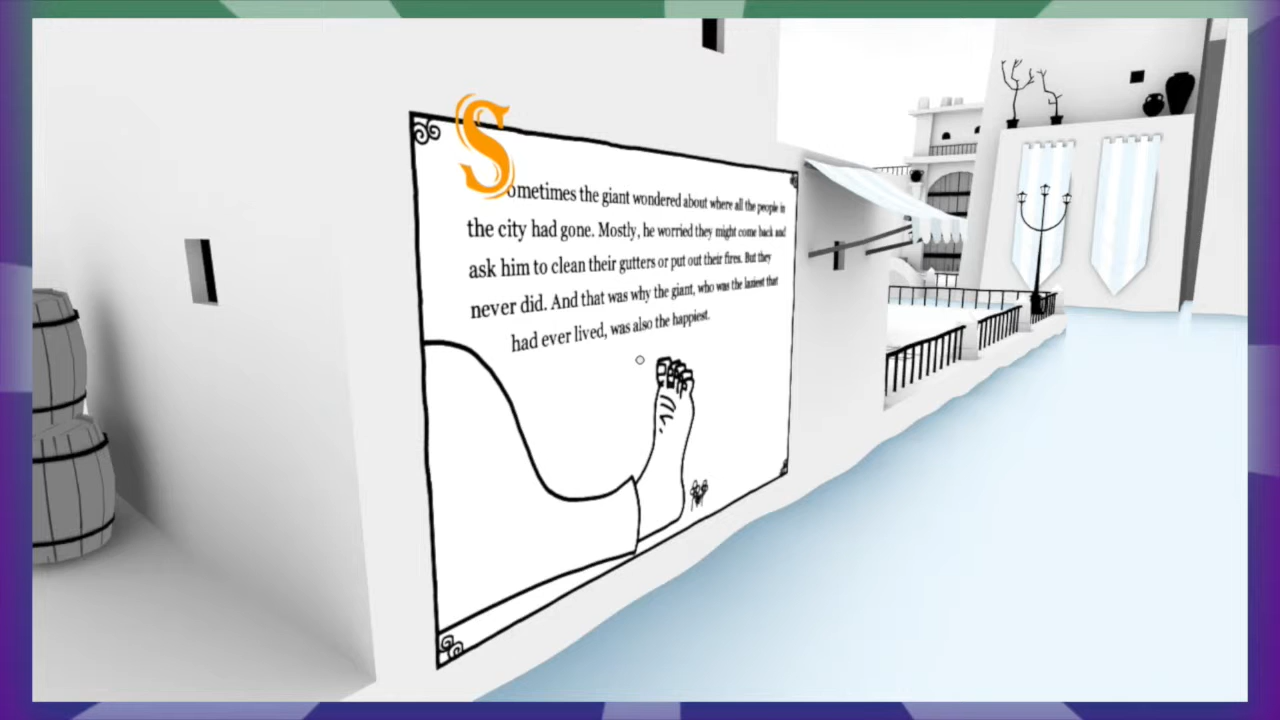 Sometimes the giant wondered about where all the people in
the city had gone. Mostly, he worried they might come back and
ask him to clean their gutters or put out their fires. But they
never did. And that was why the giant, who was the laziest that
had ever lived, was also the happiest.